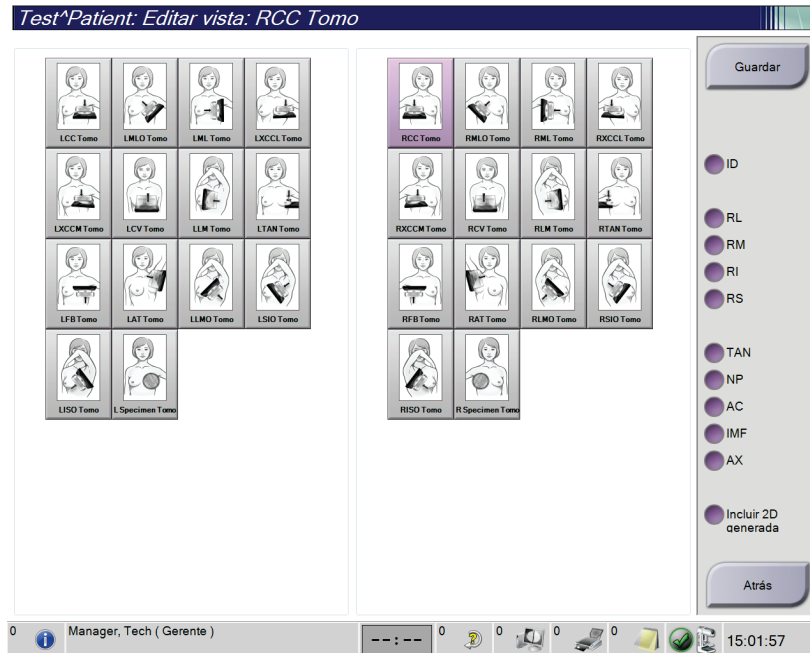 Test^Patient: Editar vista: RCC Tomo
LCC Tomo
LMLO Tomo
LML Tomo
LXCCL Tomo
LXCCM Tomo
LCV Tomo
LLM Tomo
LTAN Tomo
LFB Tomo
LAT Tomo
LLMO Tomo
LSIO Tomo
LISO Tomo
L Specimen Tomo
RCC Tomo
RMLO Tomo
RML Tomo
RXCCL Tomo
RXCCM Tomo
RCV Tomo
RLM Tomo
RTAN Tomo
RFB Tomo
RAT Tomo
RLMO Tomo
RSIO Tomo
RISO Tomo
R Specimen Tomo
Guardar
ID
RL
RM
RI
RS
TAN
NP
AC
IMF
AX
Incluir 2D
generada
Atrás
0
Manager, Tech ( Gerente )
--:--
0
0
0
0
15:01:57